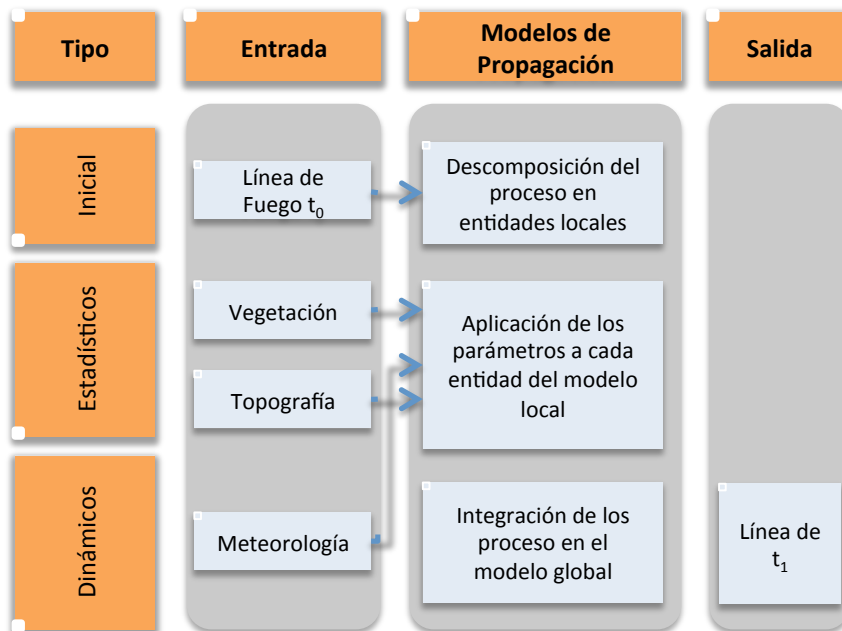 Tipo
Entrada
Modelos de
Propagación
Salida
Inicial
Línea de
Fuego t₀
Descomposición del
proceso en
entidades locales
Estadísticos
Vegetación
Topografía
Aplicación de los
parámetros a cada
entidad del modelo
local
Dinámicos
Meteorología
Integración de los
proceso en el
modelo global
Línea de
t₁